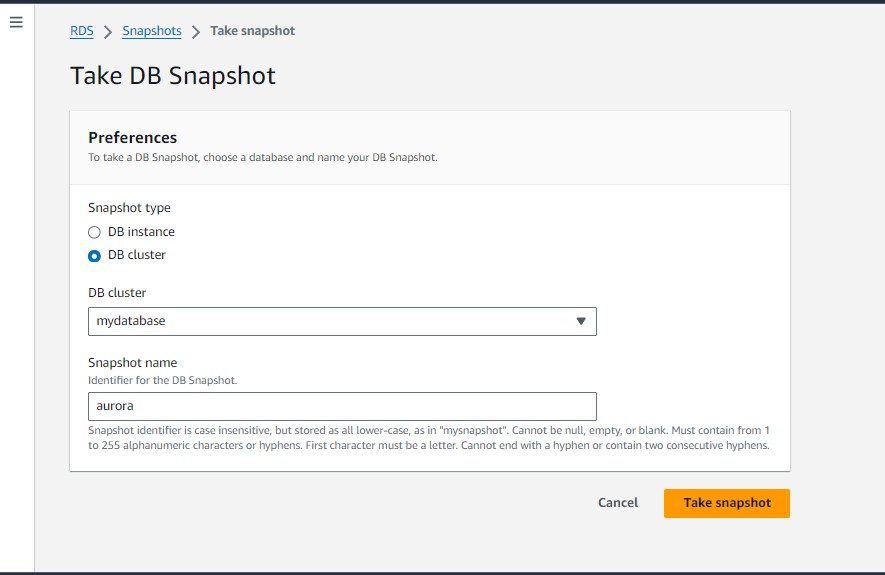 RDS > Snapshots > Take snapshot
Take DB Snapshot
Preferences
To take a DB Snapshot, choose a database and name your DB Snapshot.
Snapshot type
DB instance
DB cluster
DB cluster
mydatabase
Snapshot name
Identifier for the DB Snapshot.
aurora
Snapshot identifier is case insensitive, but stored as all lower-case, as in "mysnapshot". Cannot be null, empty, or blank. Must contain from 1
to 255 alphanumeric characters or hyphens. First character must be a letter. Cannot end with a hyphen or contain two consecutive hyphens.
Cancel Take snapshot